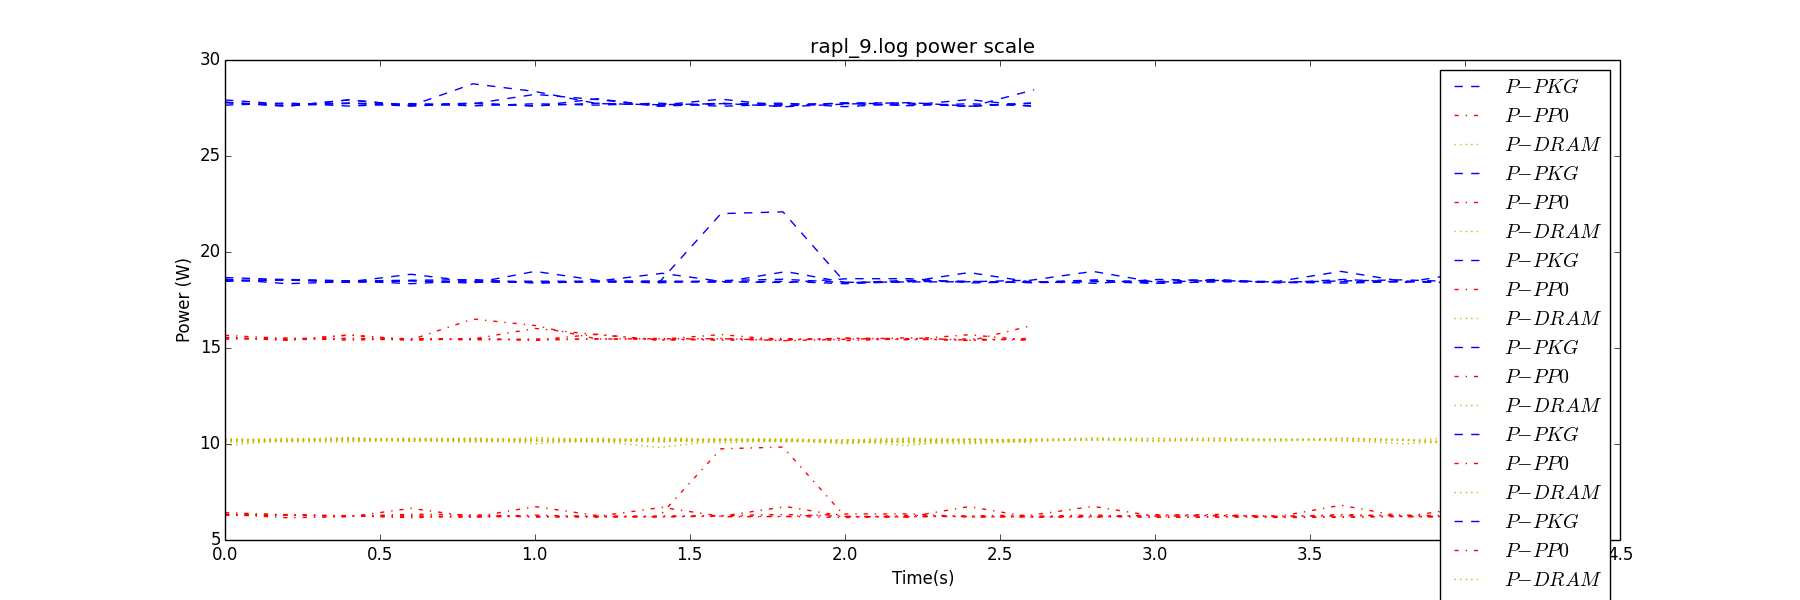 rapl_9.log power scale
30
25
20
15
10
5
Power (W)
0.0 0.5 1.0 1.5 2.0 2.5 3.0 3.5 4.5
Time(s)
P-PKG
P-PP0
P-DRAM
P-PKG
P-PP0
P-DRAM
P-PKG
P-PP0
P-DRAM
P-PKG
P-PP0
P-DRAM
P-PKG
P-PP0
P-DRAM
P-PKG
P-PP0
P-DRAM